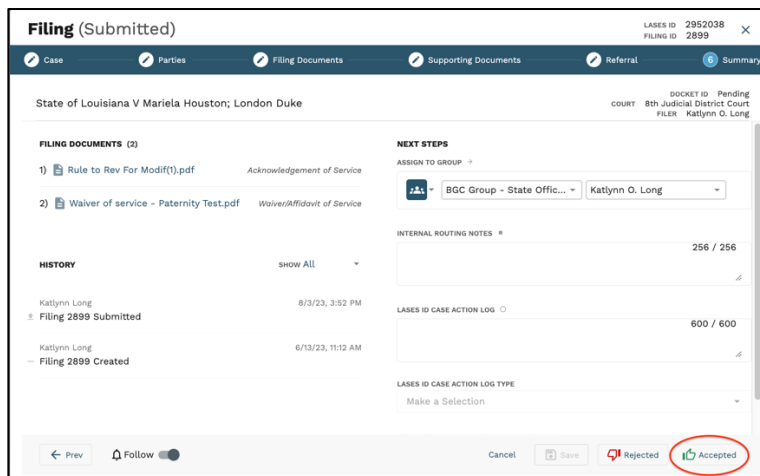 Filing (Submitted)
LASES ID 2952038
FILING ID 2899
Case
Parties
Filing Documents
Supporting Documents
Referral
6 Summary
State of Louisiana V Mariela Houston; London Duke
DOCKET ID Pending
COURT 8th Judicial District Court
FILER Katlynn O. Long
FILING DOCUMENTS (2)
1) Rule to Rev For Modif(1).pdf Acknowledgement of Service
2) Waiver of service - Paternity Test.pdf Waiver/Affidavit of Service
HISTORY SHOW All
Katlynn Long 8/3/23, 3:52 PM
Filing 2899 Submitted
Katlynn Long 6/13/23, 11:12 AM
Filing 2899 Created
NEXT STEPS
ASSIGN TO GROUP
BGC Group - State Offic... Katlynn O. Long
INTERNAL ROUTING NOTES
256 / 256
LASES ID CASE ACTION LOG
600 / 600
LASES ID CASE ACTION LOG TYPE
Make a Selection
Prev Follow Cancel Save Rejected Accepted